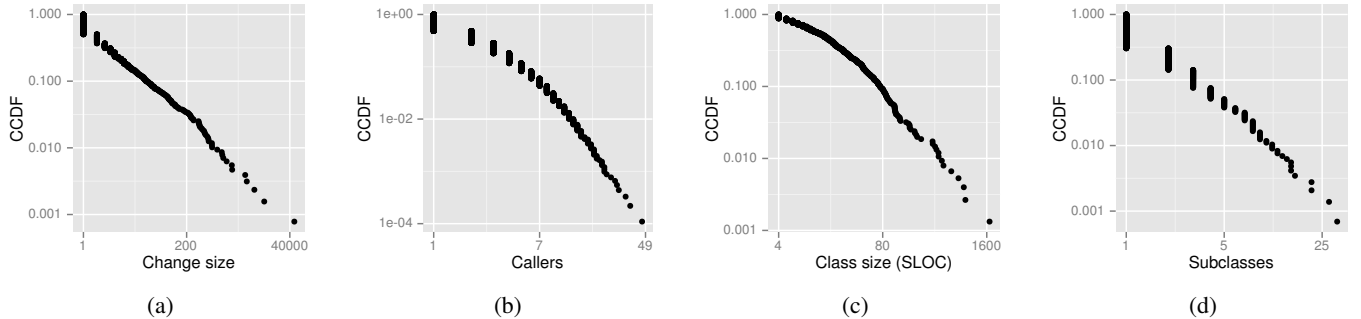 CCDF
1.000
0.100
0.010
0.001
1
200
40000
Change size
(a)
CCDF
1e+00
1e-02
1e-04
1
7
49
Callers
(b)
CCDF
1.000
0.100
0.010
0.001
4
80
1600
Class size (SLOC)
(c)
CCDF
1.000
0.100
0.010
0.001
1
5
25
Subclasses
(d)